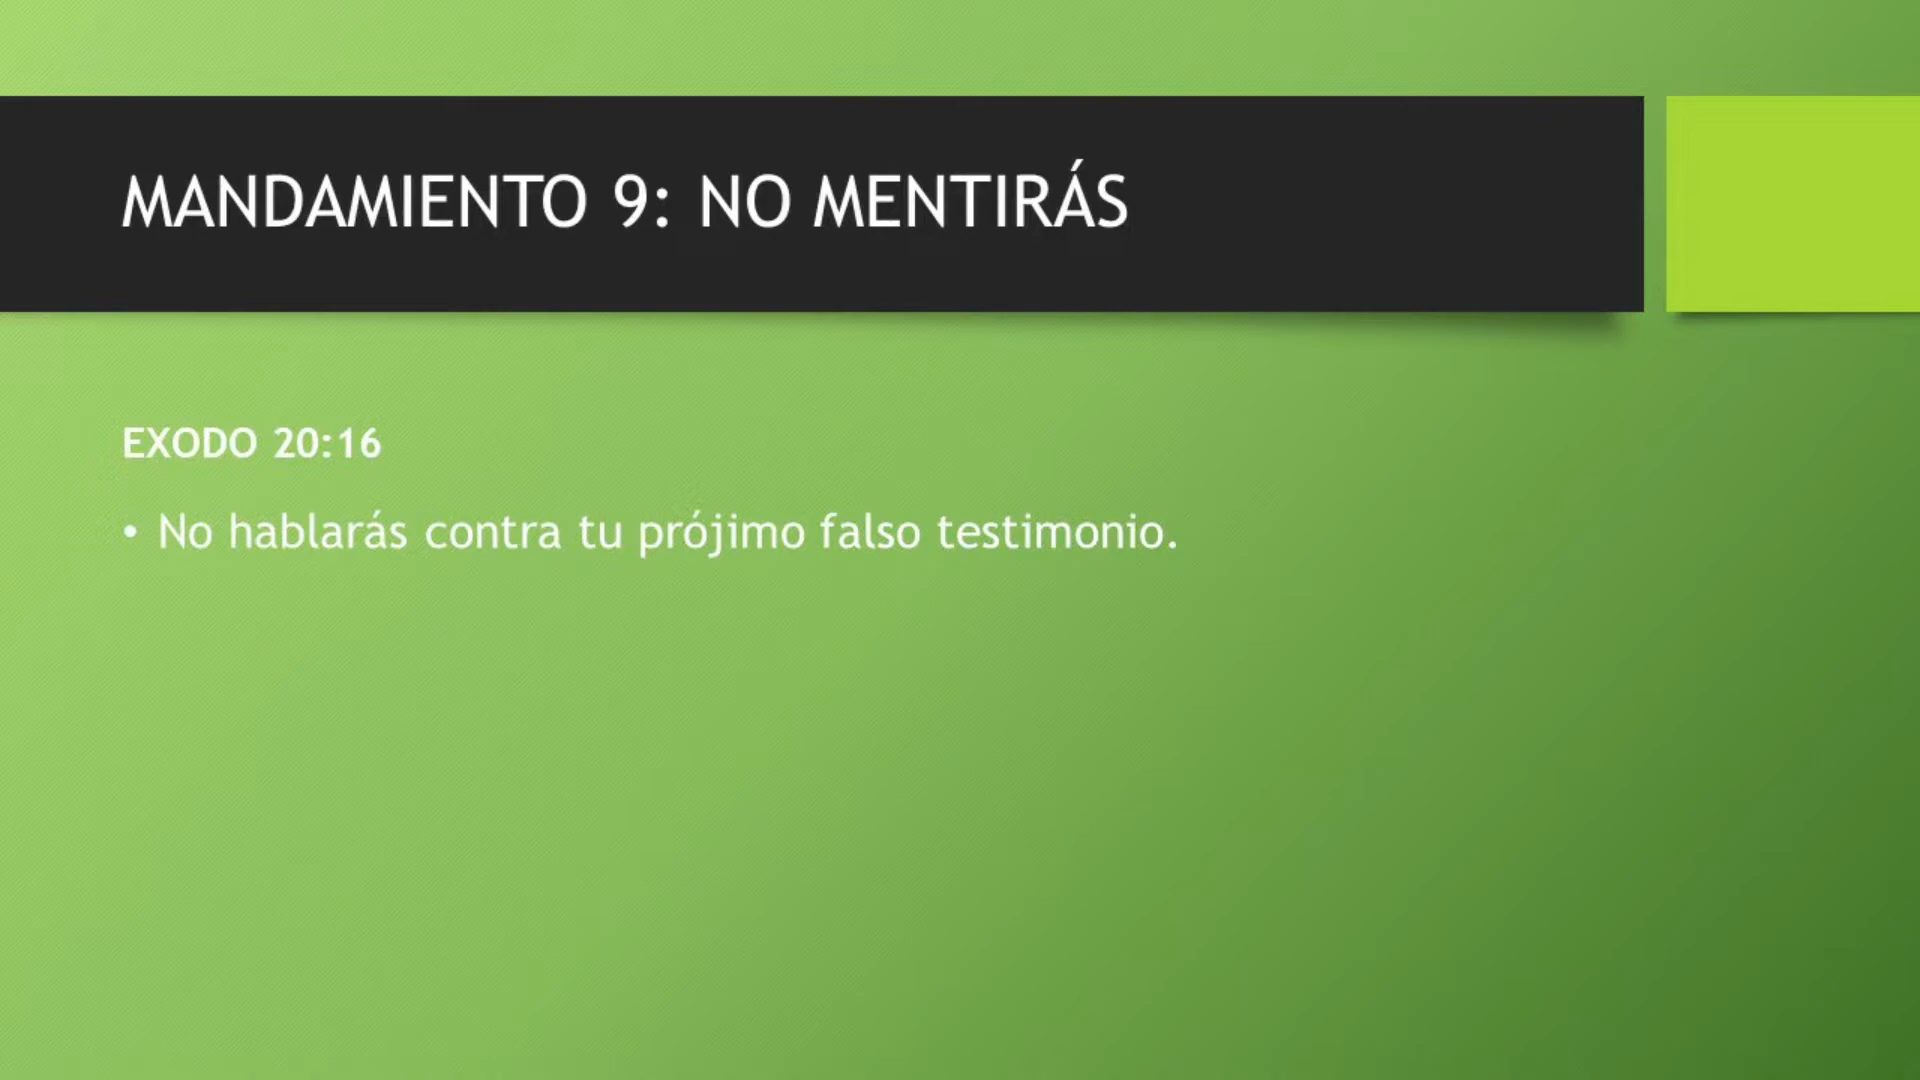 MANDAMIENTO 9: NO MENTIRÁS
EXODO 20:16
• No hablarás contra tu prójimo falso testimonio.